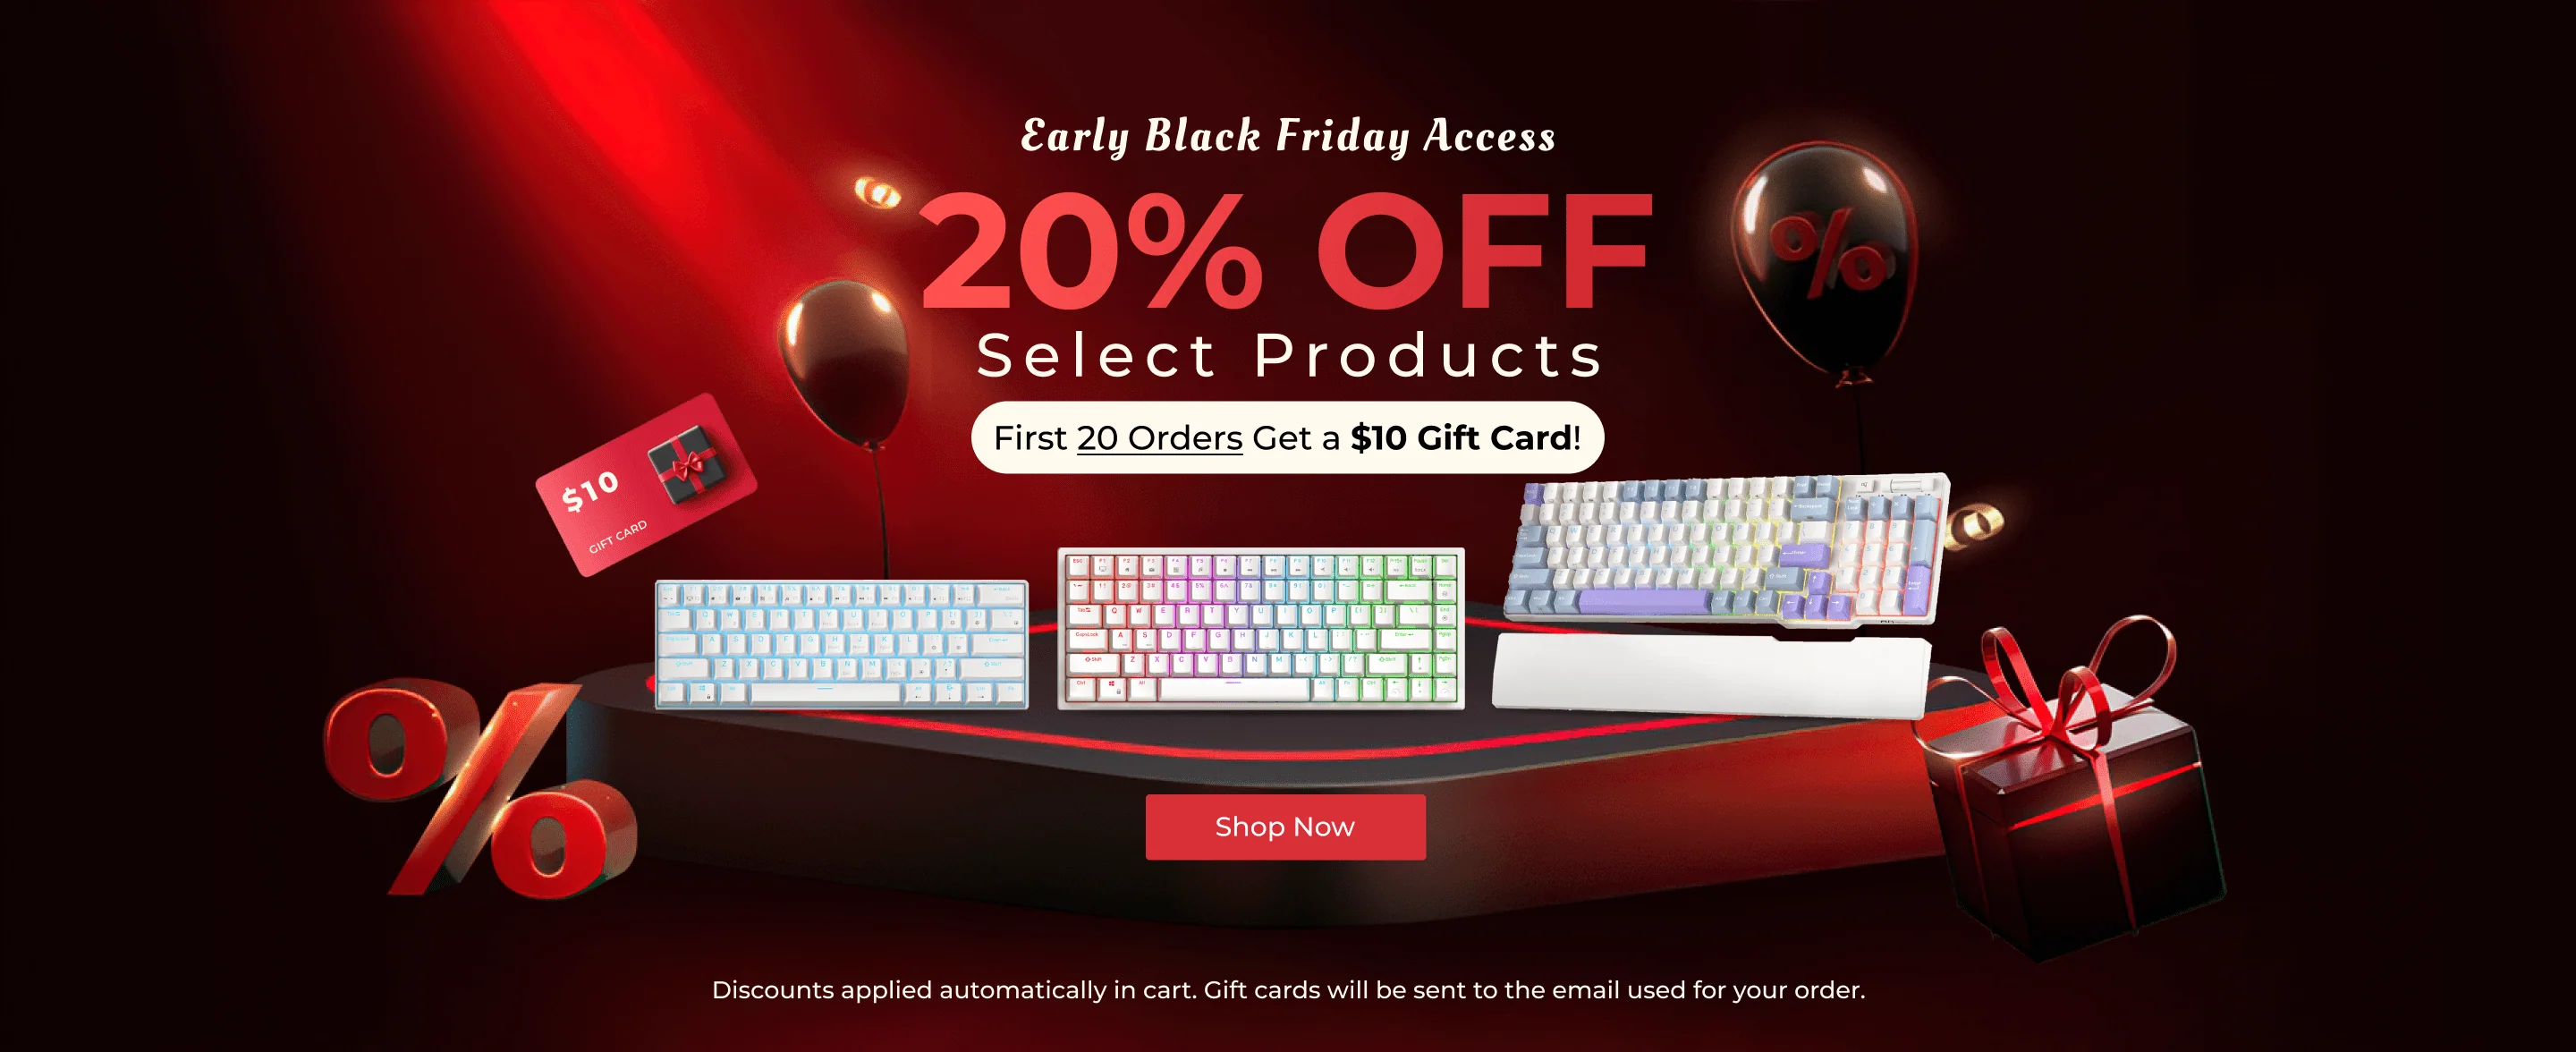 Early Black Friday Access
20% OFF
Select Products
First 20 Orders Get a $10 Gift Card!
$10
GIFT CARD
%
%
Shop Now
Discounts applied automatically in cart. Gift cards will be sent to the email used for your order.